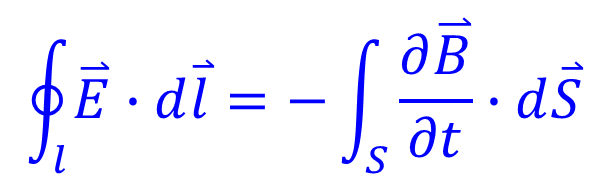 ∮_l E⃗ · dl⃗ = − ∫_S ∂B⃗/∂t · dS⃗